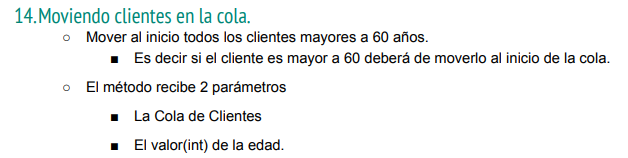 14.Moviendo clientes en la cola.
○ Mover al inicio todos los clientes mayores a 60 años.
■ Es decir si el cliente es mayor a 60 deberá de moverlo al inicio de la cola.
○ El método recibe 2 parámetros
■ La Cola de Clientes
■ El valor(int) de la edad.